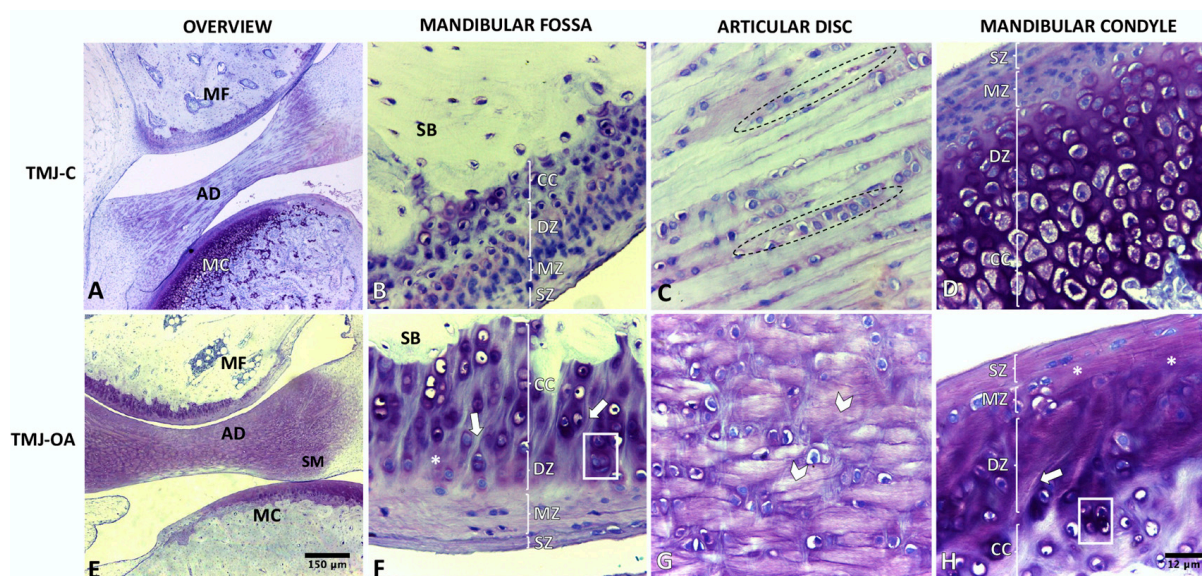 OVERVIEW
MANDIBULAR FOSSA
ARTICULAR DISC
MANDIBULAR CONDYLE
TMJ-C
MF
AD
MC
A
SB
CC
DZ
MZ
SZ
B
C
SZ
MZ
DZ
CC
D
TMJ-OA
MF
AD
SM
MC
150 µm
E
SB
CC
*
DZ
MZ
SZ
F
G
SZ
*
*
MZ
DZ
CC
H
12 µm